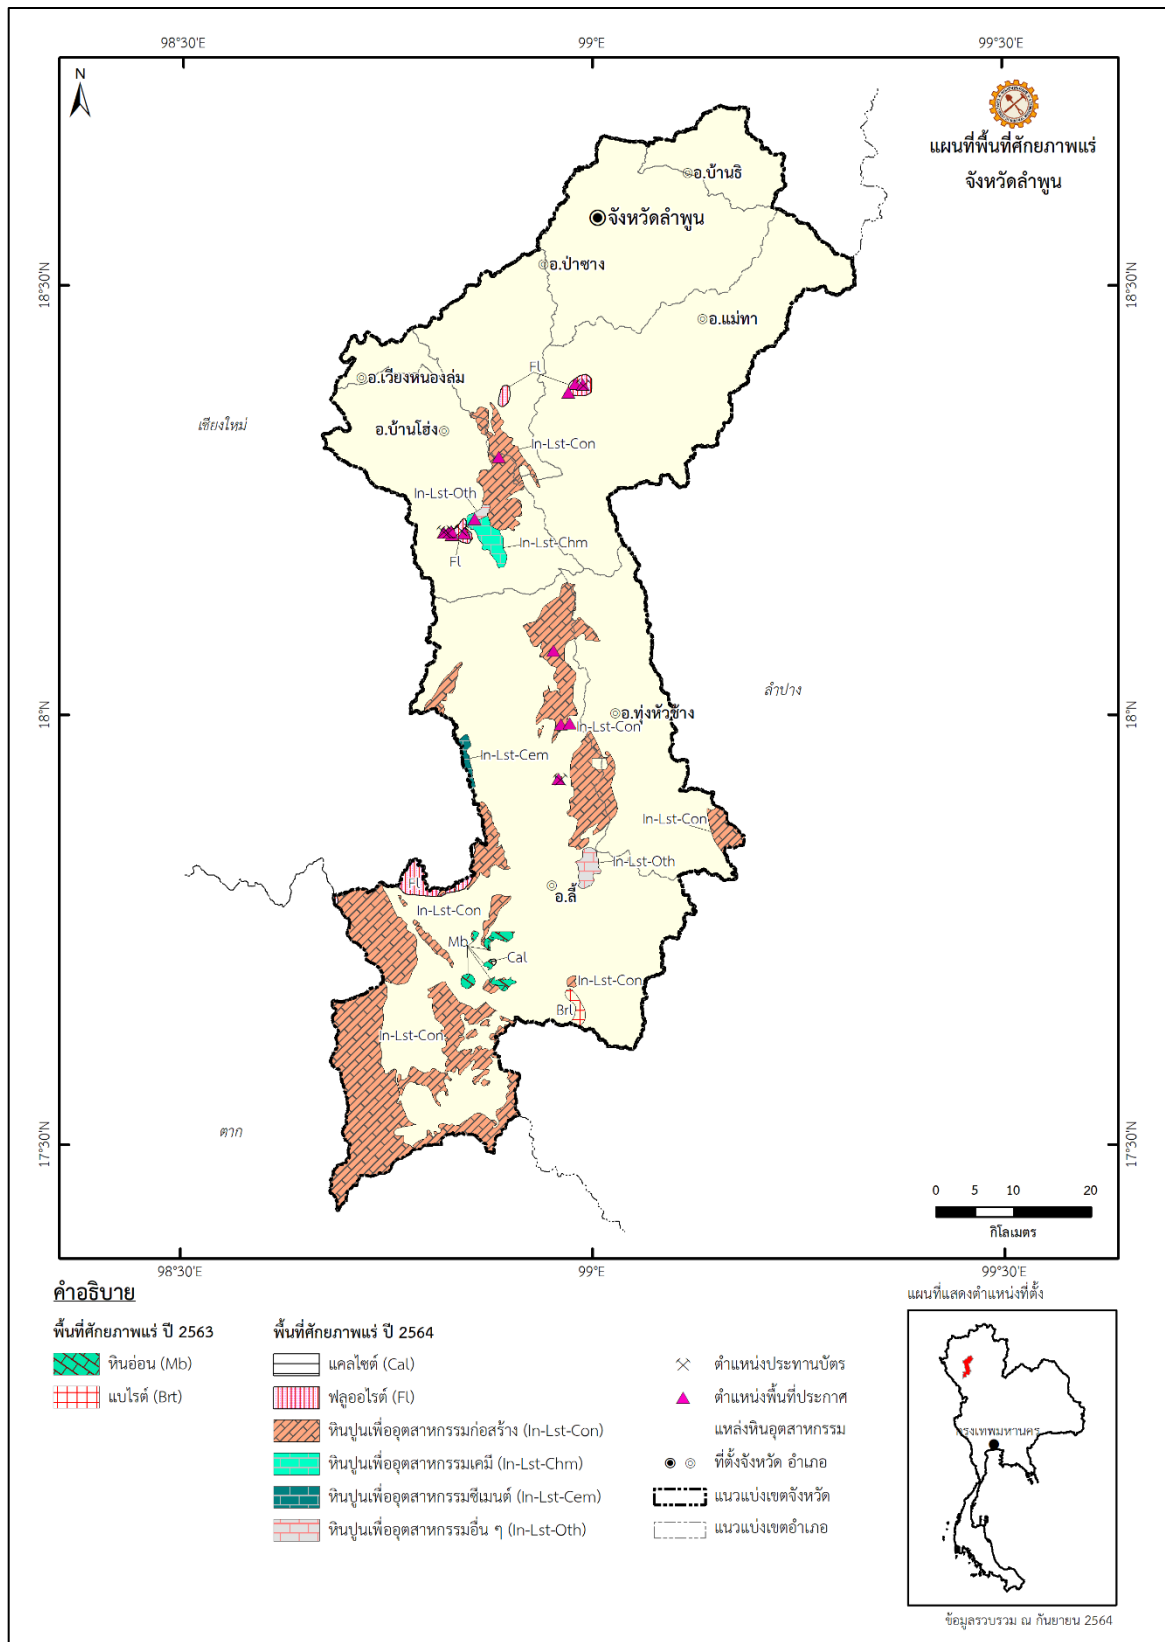 98°30'E
99°E
99°30'E
N
แผนที่พื้นที่ศักยภาพแร่
จังหวัดลำพูน
อ.บ้านธิ
จังหวัดลำพูน
อ.ป่าซาง
18°30'N
18°30'N
อ.แม่ทา
Fl
อ.เวียงหนองล่ม
เชียงใหม่
อ.บ้านโฮ่ง
In-Lst-Con
In-Lst-Oth
In-Lst-Chm
Fl
ลำปาง
18°N
18°N
อ.ทุ่งหัวช้าง
In-Lst-Con
In-Lst-Cem
In-Lst-Con
In-Lst-Oth
Fl
อ.ลี้
In-Lst-Con
Mb
Cal
In-Lst-Con
Brt
In-Lst-Con
ตาก
17°30'N
17°30'N
0 5 10 20
กิโลเมตร
98°30'E
99°E
99°30'E
คำอธิบาย
พื้นที่ศักยภาพแร่ ปี 2563
หินอ่อน (Mb)
แบไรต์ (Brt)
พื้นที่ศักยภาพแร่ ปี 2564
แคลไซต์ (Cal)
ฟลูออไรต์ (Fl)
หินปูนเพื่ออุตสาหกรรมก่อสร้าง (In-Lst-Con)
หินปูนเพื่ออุตสาหกรรมเคมี (In-Lst-Chm)
หินปูนเพื่ออุตสาหกรรมซีเมนต์ (In-Lst-Cem)
หินปูนเพื่ออุตสาหกรรมอื่น ๆ (In-Lst-Oth)
ตำแหน่งประทานบัตร
ตำแหน่งพื้นที่ประกาศ
แหล่งหินอุตสาหกรรม
ที่ตั้งจังหวัด อำเภอ
แนวแบ่งเขตจังหวัด
แนวแบ่งเขตอำเภอ
แผนที่แสดงตำแหน่งที่ตั้ง
กรุงเทพมหานคร
ข้อมูลรวบรวม ณ กันยายน 2564